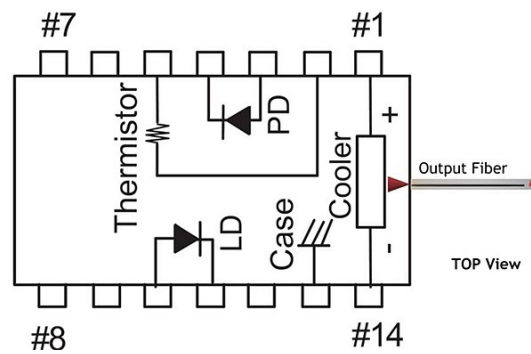 #7
#1
Thermistor
PD
+
Cooler
Output Fiber
LD
Case
-
TOP View
#8
#14